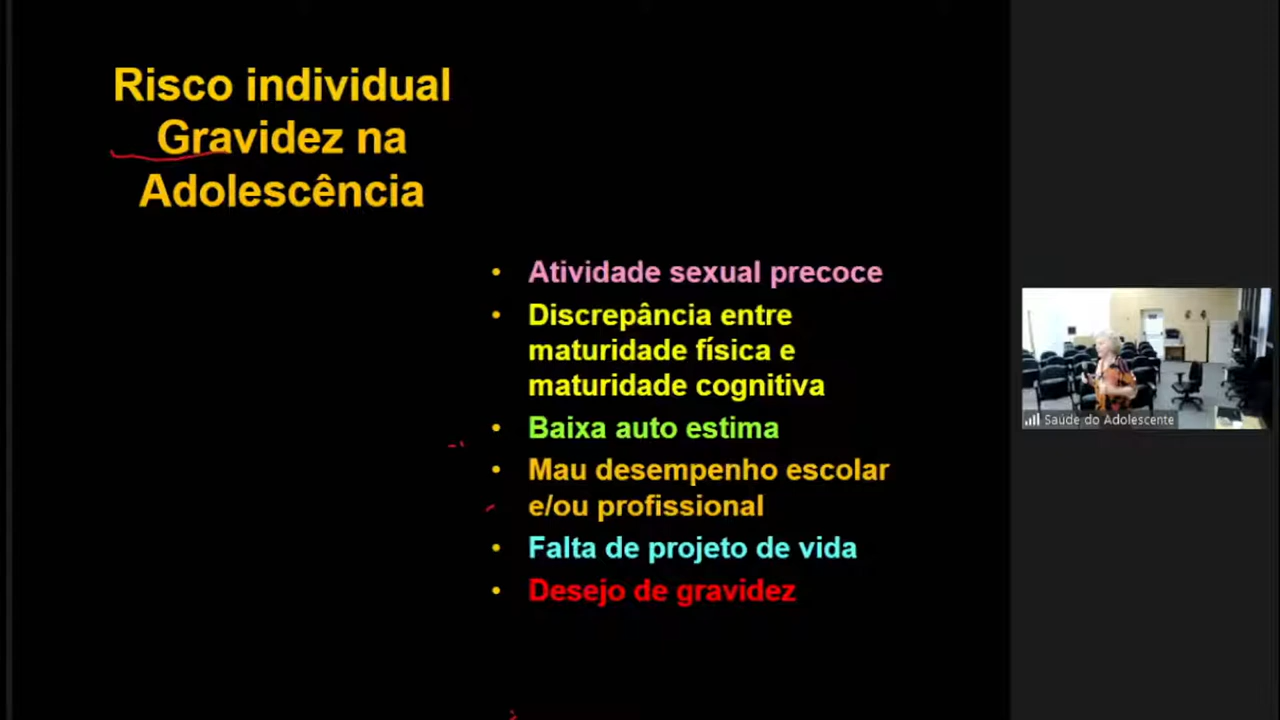 Risco individual
Gravidez na
Adolescência
• Atividade sexual precoce
• Discrepância entre
maturidade física e
maturidade cognitiva
• Baixa auto estima
• Mau desempenho escolar
e/ou profissional
• Falta de projeto de vida
• Desejo de gravidez
Saúde do Adolescente